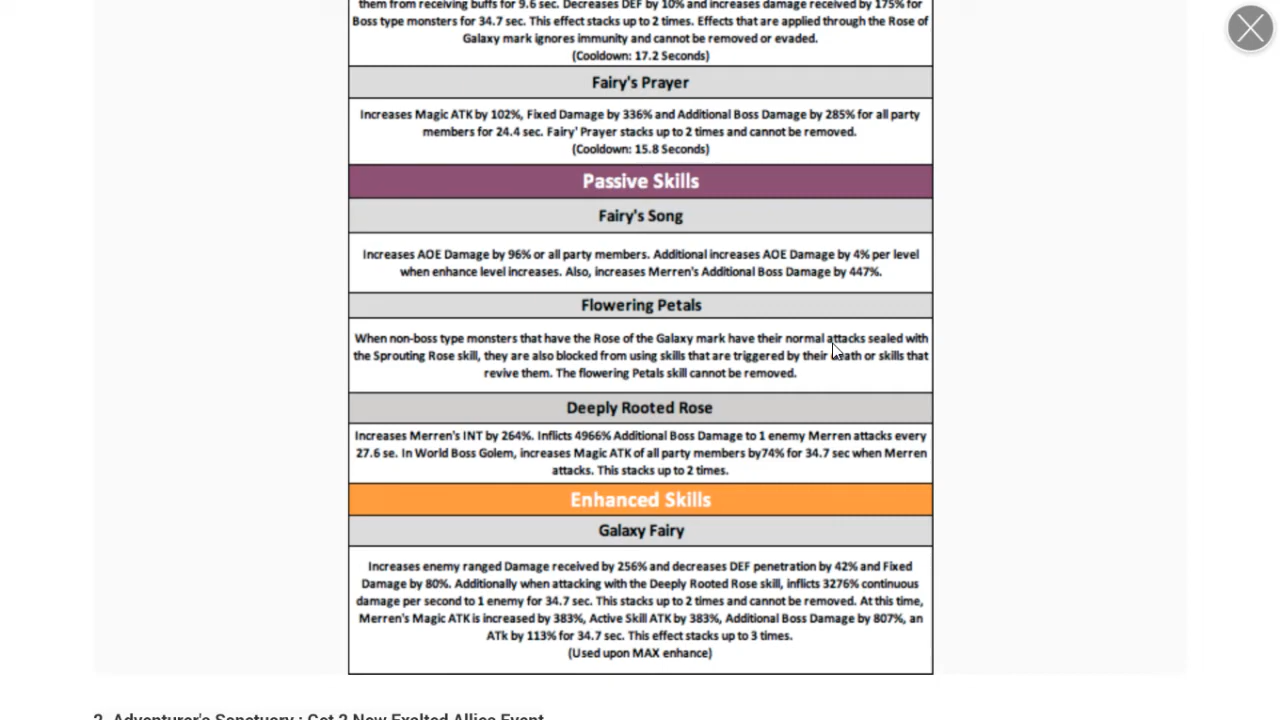 them from receiving buffs for 9.6 sec. Decreases DEF by 10% and increases damage received by 175% for
Boss type monsters for 34.7 sec. This effect stacks up to 2 times. Effects that are applied through the Rose of
Galaxy mark ignores immunity and cannot be removed or evaded.
(Cooldown: 17.2 Seconds)
Fairy's Prayer
Increases Magic ATK by 102%, Fixed Damage by 336% and Additional Boss Damage by 285% for all party
members for 24.4 sec. Fairy' Prayer stacks up to 2 times and cannot be removed.
(Cooldown: 15.8 Seconds)
Passive Skills
Fairy's Song
Increases AOE Damage by 96% or all party members. Additional increases AOE Damage by 4% per level
when enhance level increases. Also, increases Merren's Additional Boss Damage by 447%.
Flowering Petals
When non-boss type monsters that have the Rose of the Galaxy mark have their normal attacks sealed with
the Sprouting Rose skill, they are also blocked from using skills that are triggered by their death or skills that
revive them. The flowering Petals skill cannot be removed.
Deeply Rooted Rose
Increases Merren's INT by 264%. Inflicts 4966% Additional Boss Damage to 1 enemy Merren attacks every
27.6 se. In World Boss Golem, increases Magic ATK of all party members by74% for 34.7 sec when Merren
attacks. This stacks up to 2 times.
Enhanced Skills
Galaxy Fairy
Increases enemy ranged Damage received by 256% and decreases DEF penetration by 42% and Fixed
Damage by 80%. Additionally when attacking with the Deeply Rooted Rose skill, inflicts 3276% continuous
damage per second to 1 enemy for 34.7 sec. This stacks up to 2 times and cannot be removed. At this time,
Merren's Magic ATK is increased by 383%, Active Skill ATK by 383%, Additional Boss Damage by 807%, an
ATk by 113% for 34.7 sec. This effect stacks up to 3 times.
(Used upon MAX enhance)
2. Adventurer's Sanctuary : Get 2 New Exalted Allies Event